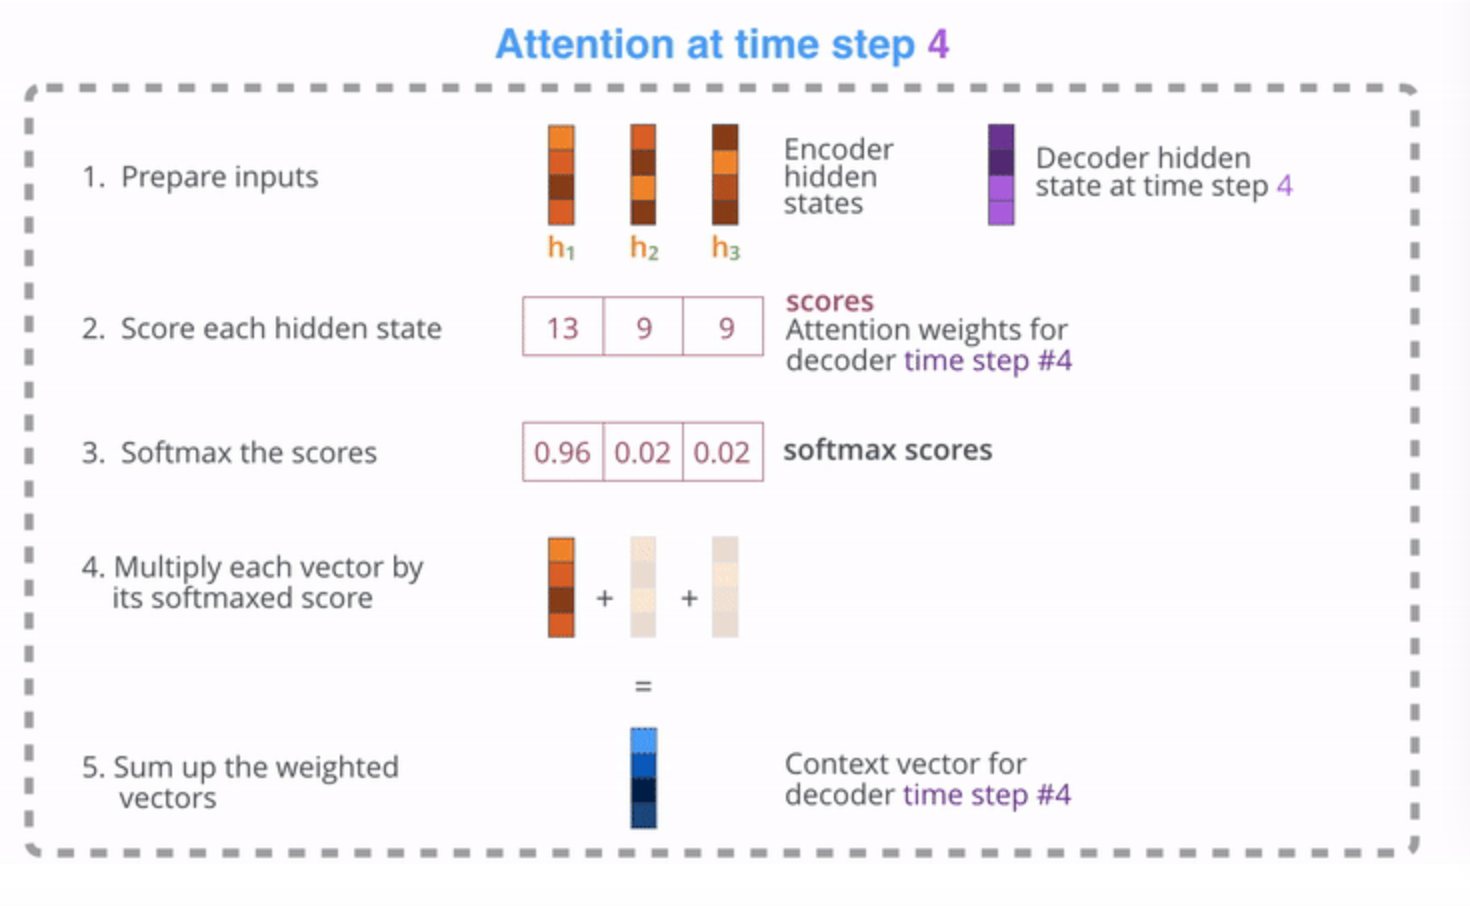 Attention at time step 4
1. Prepare inputs
h1 h2 h3
Encoder
hidden
states
Decoder hidden
state at time step 4
2. Score each hidden state
13 9 9
scores
Attention weights for
decoder time step #4
3. Softmax the scores
0.96 0.02 0.02
softmax scores
4. Multiply each vector by
its softmaxed score
+ +
=
5. Sum up the weighted
vectors
Context vector for
decoder time step #4